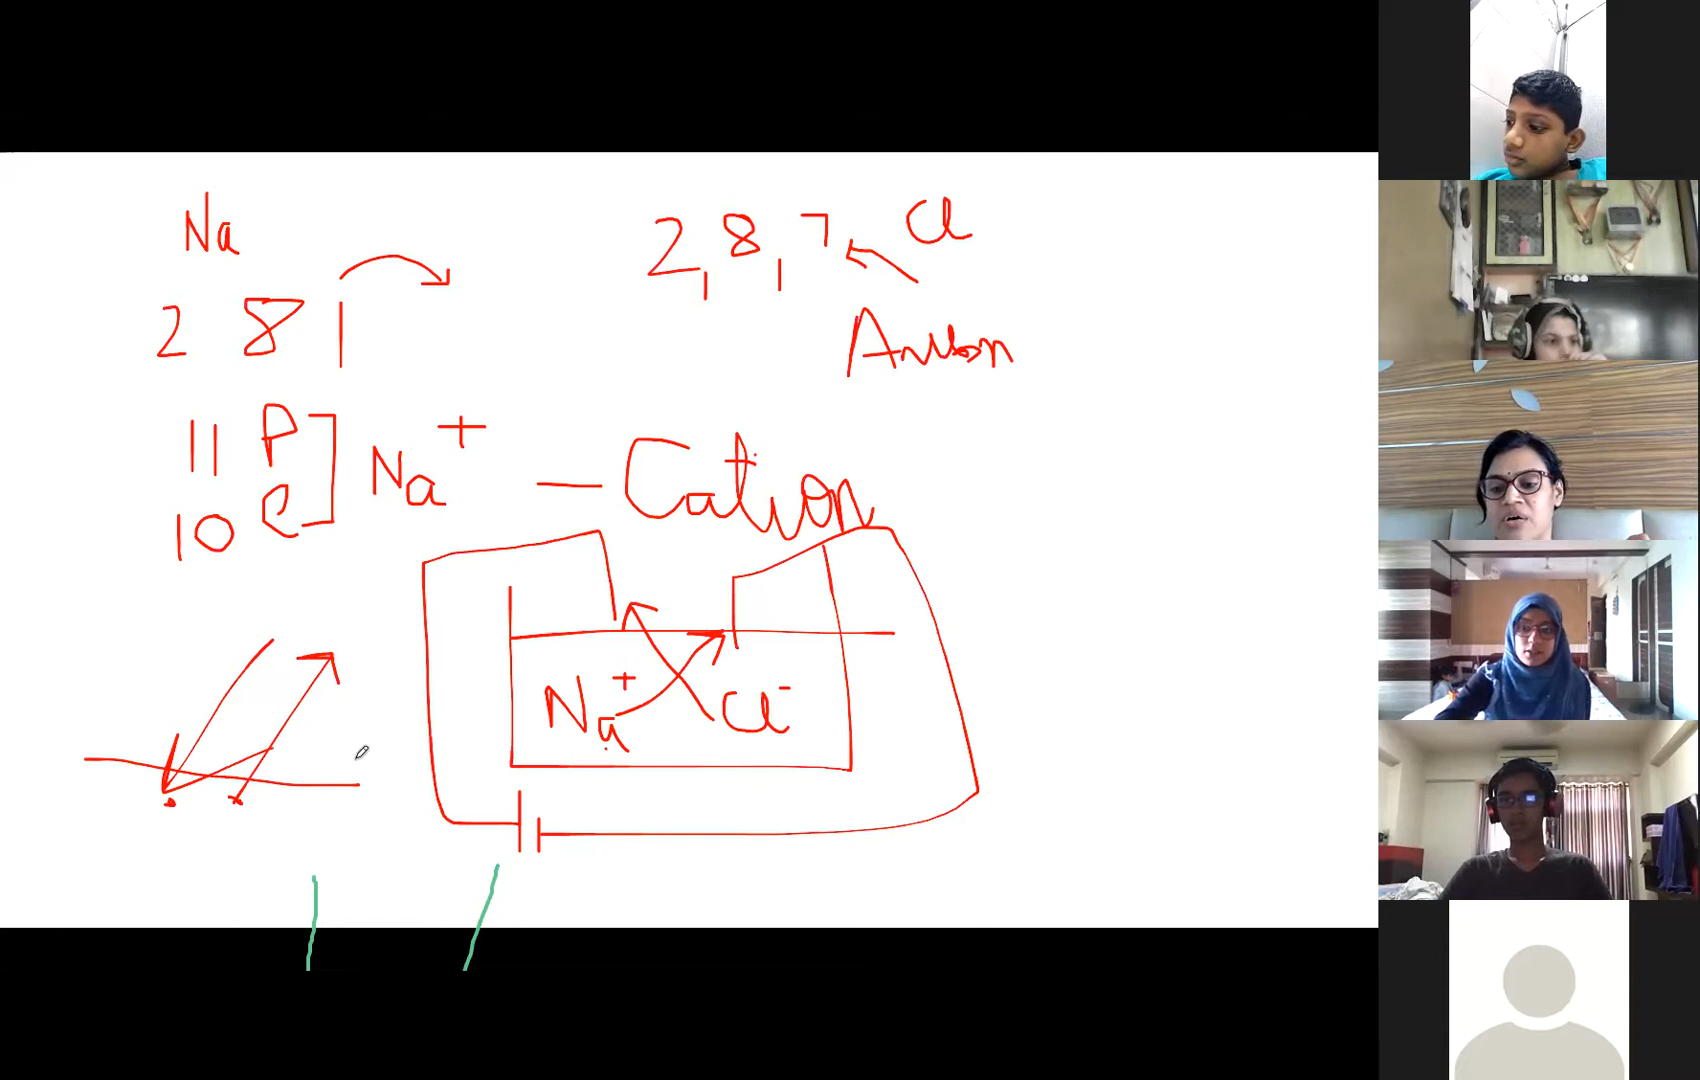 Na
2 8 1
2, 8, 7 Cl
Anion
11 P
10 e
Na+ — Cation
Na+ Cl-